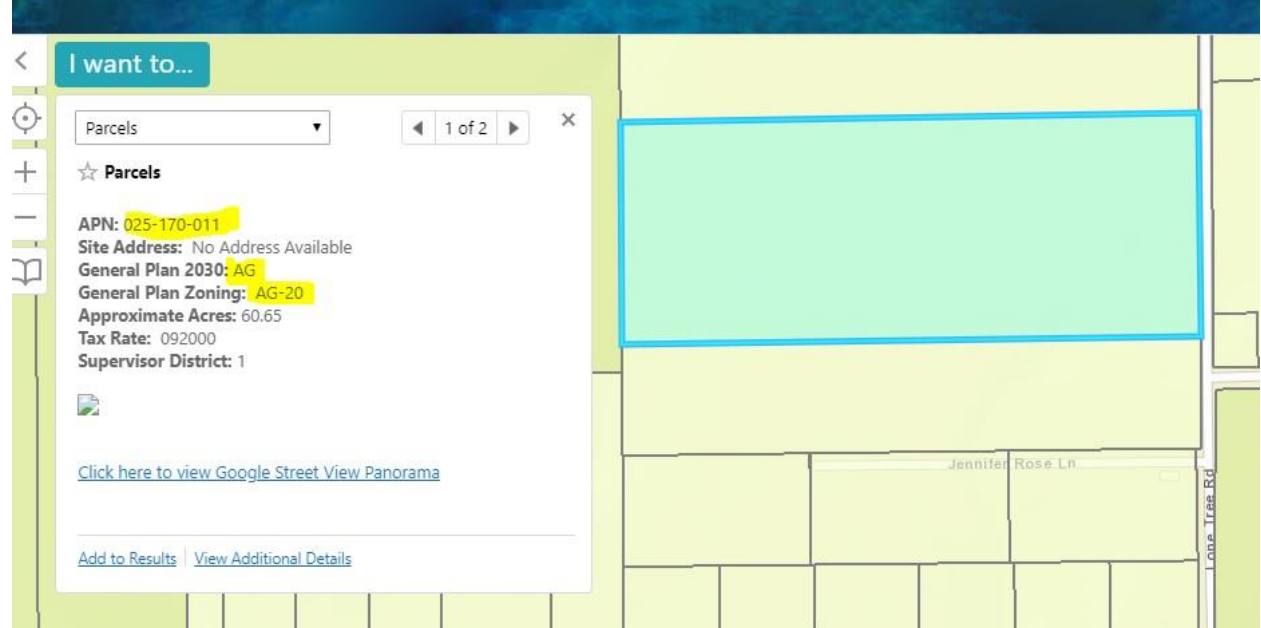 I want to...
Parcels
1 of 2
Parcels
APN: 025-170-011
Site Address: No Address Available
General Plan 2030: AG
General Plan Zoning: AG-20
Approximate Acres: 60.65
Tax Rate: 092000
Supervisor District: 1
Click here to view Google Street View Panorama
Add to Results View Additional Details
Jennifer Rose Ln
Lone Tree Rd